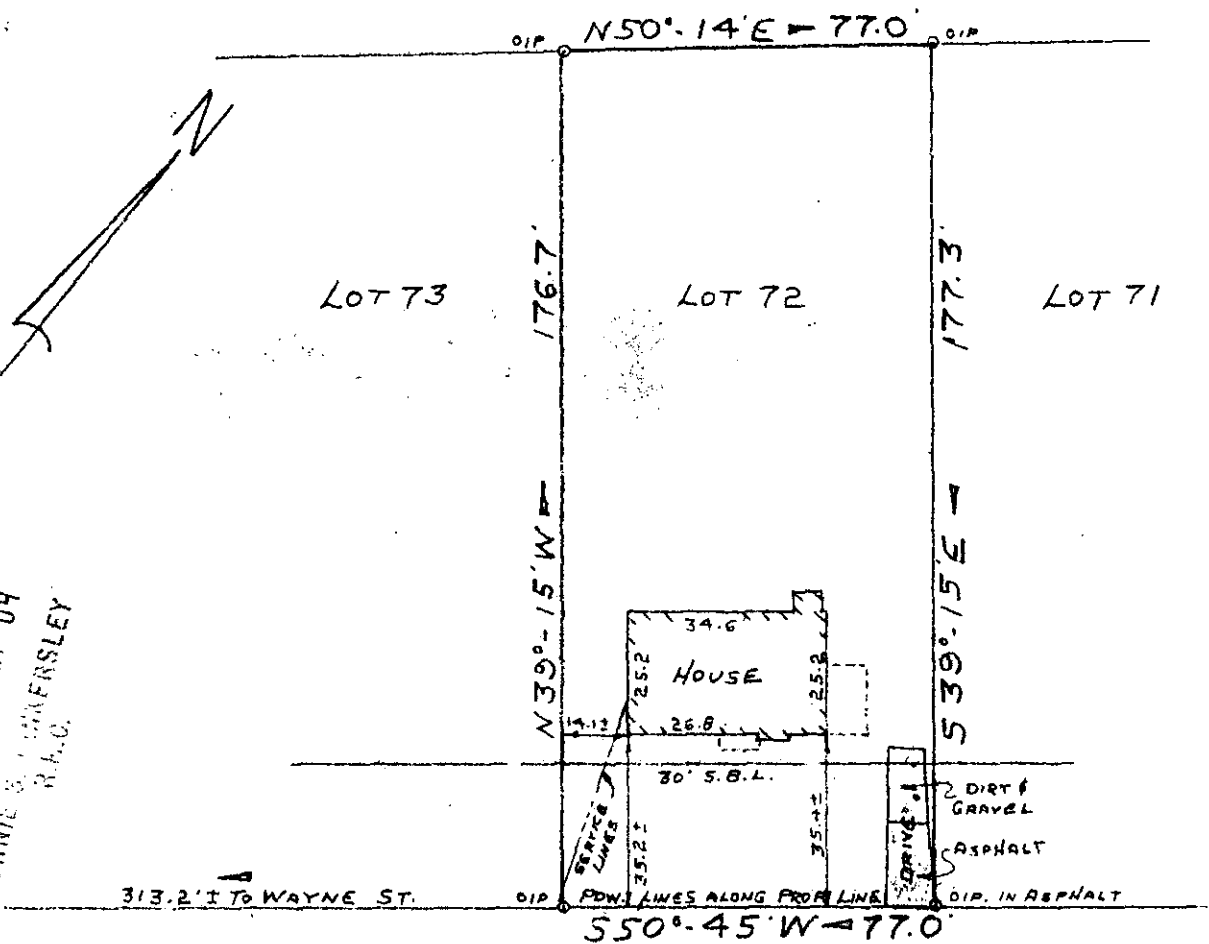 N50°-14'E 77.0'
OIP
OIP
N
176.7'
177.3'
LOT 73
LOT 72
LOT 71
N39°-15'W
S39°-15'E
04
R.M.C.
34.6
25.2
HOUSE
25.2
14.1±
26.8
30' S.B.L.
SERVICE
LINES
35.2±
35.4±
DRIVE
DIRT &
GRAVEL
ASPHALT
313.2'± TO WAYNE ST.
OIP
POW. LINES ALONG PROP. LINE
OIP. IN ASPHALT
S50°-45'W 77.0'